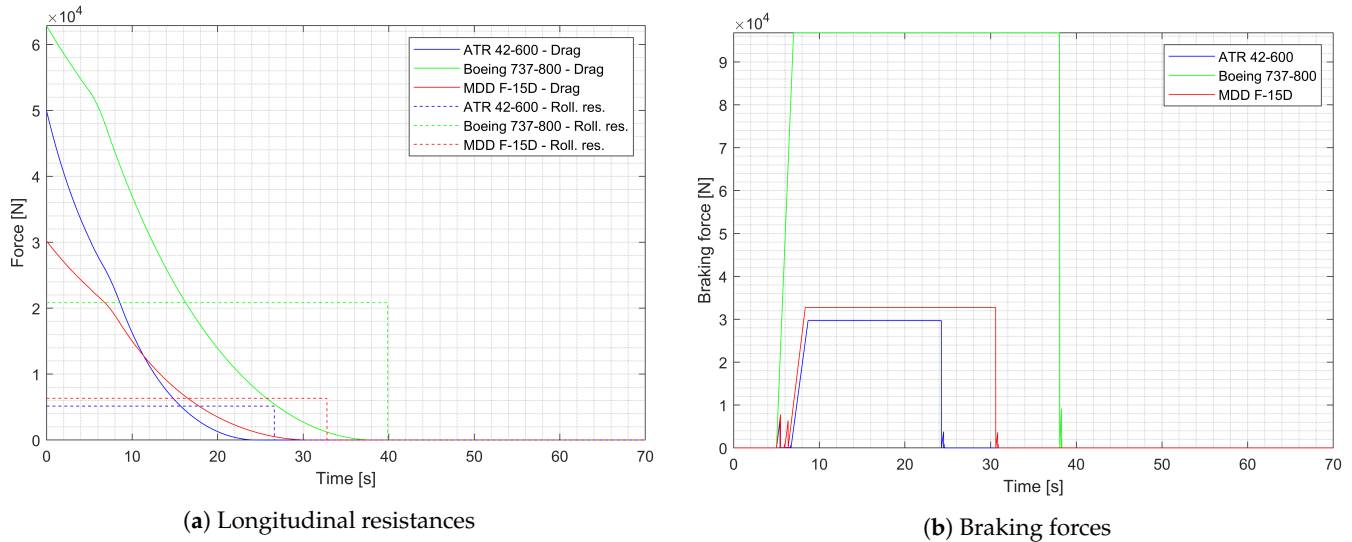 ×10⁴
6
5
4
3
2
1
0
Force [N]
0 10 20 30 40 50 60 70
Time [s]
ATR 42-600 - Drag
Boeing 737-800 - Drag
MDD F-15D - Drag
ATR 42-600 - Roll. res.
Boeing 737-800 - Roll. res.
MDD F-15D - Roll. res.
(a) Longitudinal resistances
×10⁴
9
8
7
6
5
4
3
2
1
0
Braking force [N]
0 10 20 30 40 50 60 70
Time [s]
ATR 42-600
Boeing 737-800
MDD F-15D
(b) Braking forces